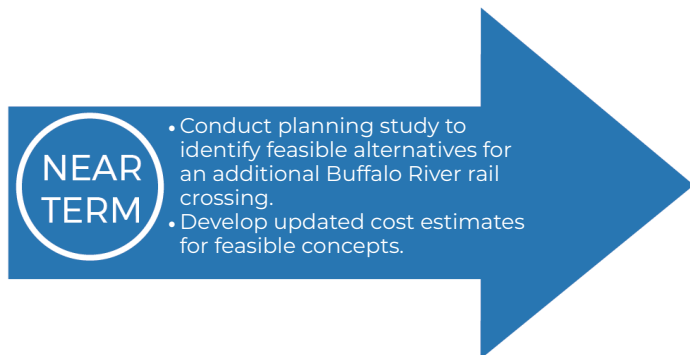 NEAR
TERM
• Conduct planning study to
identify feasible alternatives for
an additional Buffalo River rail
crossing.
• Develop updated cost estimates
for feasible concepts.